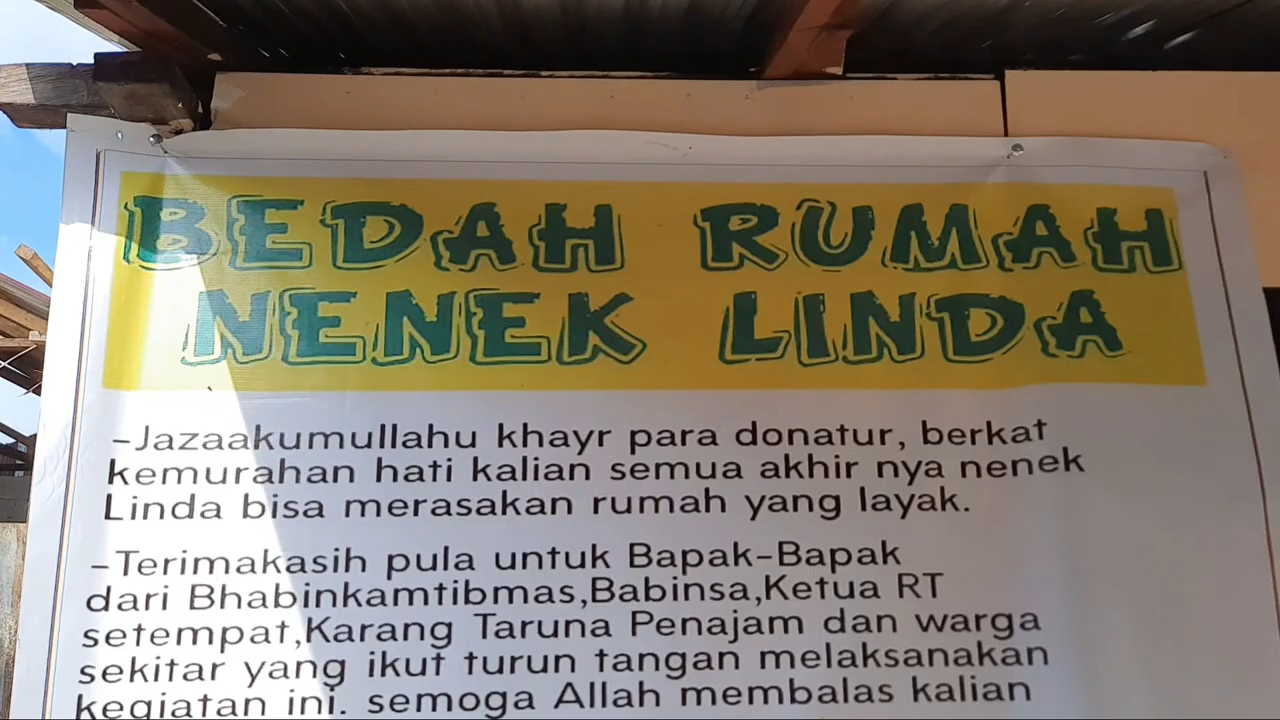 BEDAH RUMAH
NENEK LINDA
-Jazaakumullahu khayr para donatur, berkat
kemurahan hati kalian semua akhir nya nenek
Linda bisa merasakan rumah yang layak.
-Terimakasih pula untuk Bapak-Bapak
dari Bhabinkamtibmas,Babinsa,Ketua RT
setempat,Karang Taruna Penajam dan warga
sekitar yang ikut turun tangan melaksanakan
kegiatan ini. semoga Allah membalas kalian